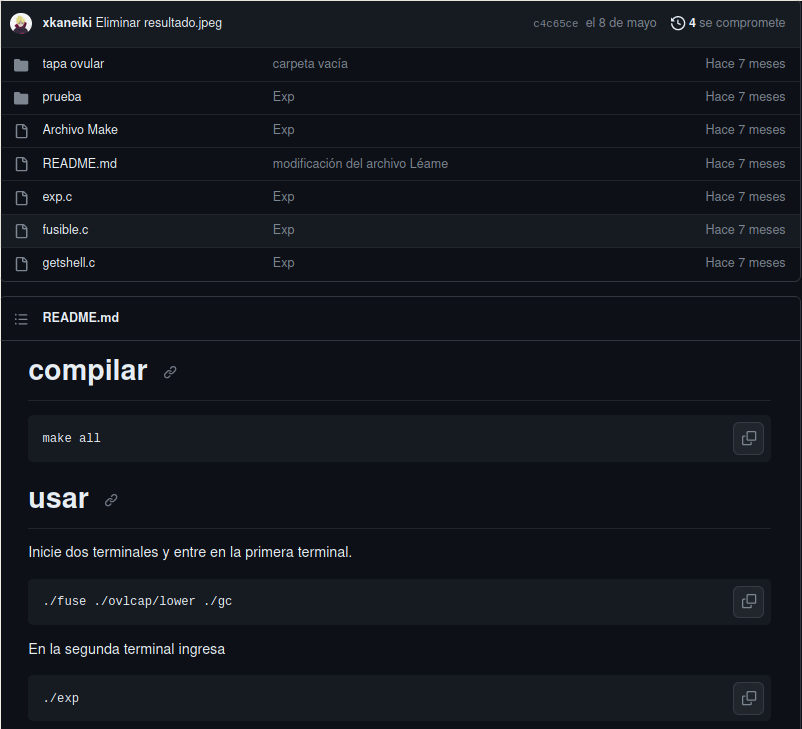 xkaneiki Eliminar resultado.jpeg c4c65ce el 8 de mayo 4 se compromete
tapa ovular carpeta vacía Hace 7 meses
prueba Exp Hace 7 meses
Archivo Make Exp Hace 7 meses
README.md modificación del archivo Léame Hace 7 meses
exp.c Exp Hace 7 meses
fusible.c Exp Hace 7 meses
getshell.c Exp Hace 7 meses
README.md
compilar
make all
usar
Inicie dos terminales y entre en la primera terminal.
./fuse ./ovlcap/lower ./gc
En la segunda terminal ingresa
./exp